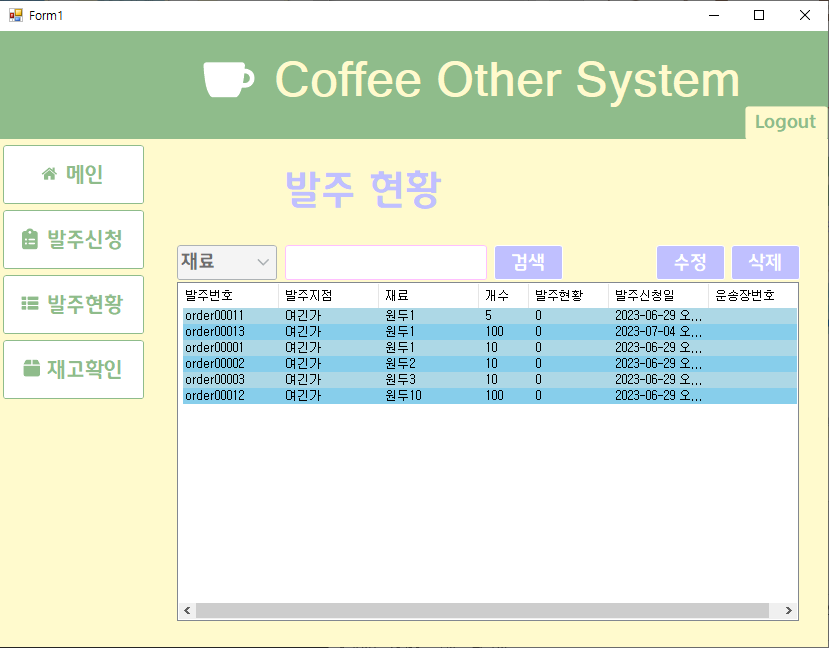 Form1
Coffee Other System
Logout
메인
발주신청
발주현황
재고확인
발주 현황
재료 검색 수정 삭제
발주번호 발주지점 재료 개수 발주현황 발주신청일 운송장번호
order00011 여긴가 원두1 5 0 2023-06-29 오...
order00013 여긴가 원두1 100 0 2023-07-04 오...
order00001 여긴가 원두1 10 0 2023-06-29 오...
order00002 여긴가 원두2 10 0 2023-06-29 오...
order00003 여긴가 원두3 10 0 2023-06-29 오...
order00012 여긴가 원두10 100 0 2023-06-29 오...